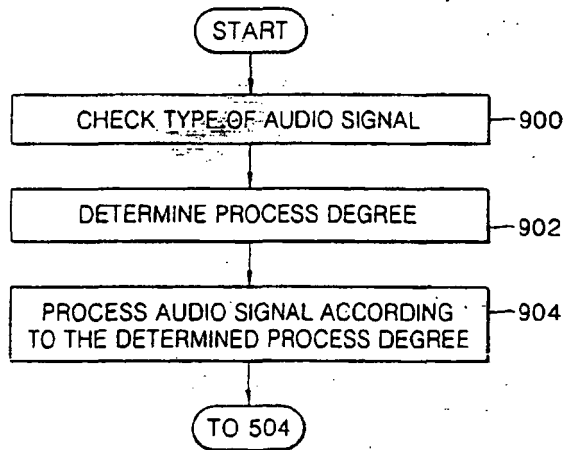 START
CHECK TYPE OF AUDIO SIGNAL
900
DETERMINE PROCESS DEGREE
902
PROCESS AUDIO SIGNAL ACCORDING
TO THE DETERMINED PROCESS DEGREE
904
TO 504